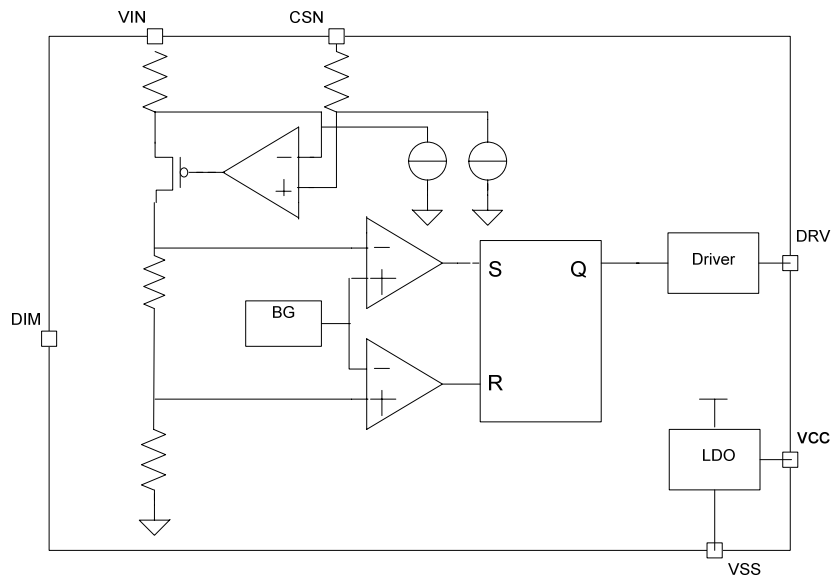 VIN
CSN
−
+
−
+
S
Q
Driver
DRV
DIM
BG
−
+
R
VCC
LDO
VSS